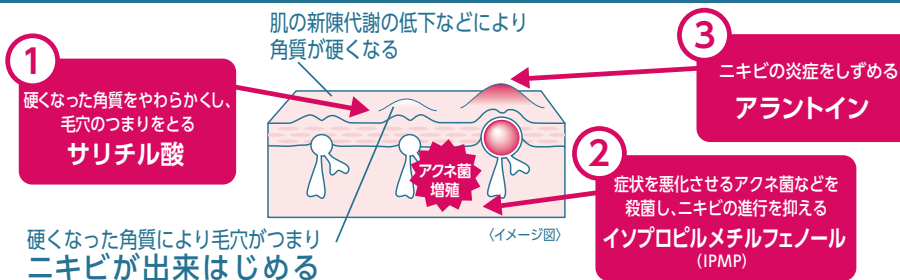 肌の新陳代謝の低下などにより
角質が硬くなる
1
硬くなった角質をやわらかくし、
毛穴のつまりをとる
サリチル酸
3
ニキビの炎症をしずめる
アラントイン
アクネ菌
増殖
2
症状を悪化させるアクネ菌などを
殺菌し、ニキビの進行を抑える
イソプロピルメチルフェノール
(IPMP)
〈イメージ図〉
硬くなった角質により毛穴がつまり
ニキビが出来はじめる